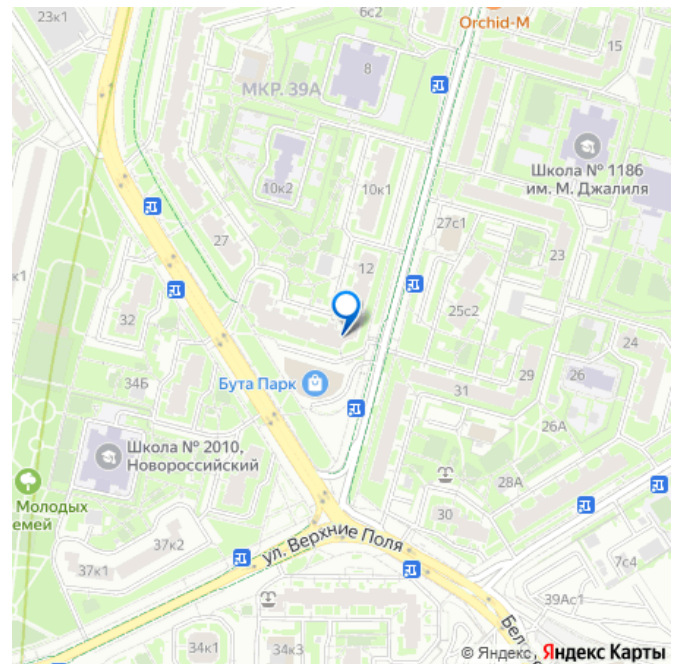 23к1
6с2
Orchid-M
15
8
МКР. 39А
Школа № 1186
им. М. Джалиля
10к2
10к1
27с1
27
23
12
к1
25с2
32
24
29
26
34Б
Бута Парк
31
26А
Школа № 2010,
Новороссийский
28А
Молодых
емей
30
37к2
ул. Верхние Поля
37к1
7с4
39Ас1
Бел
34к1
34к3
© Яндекс, Яндекс Карты